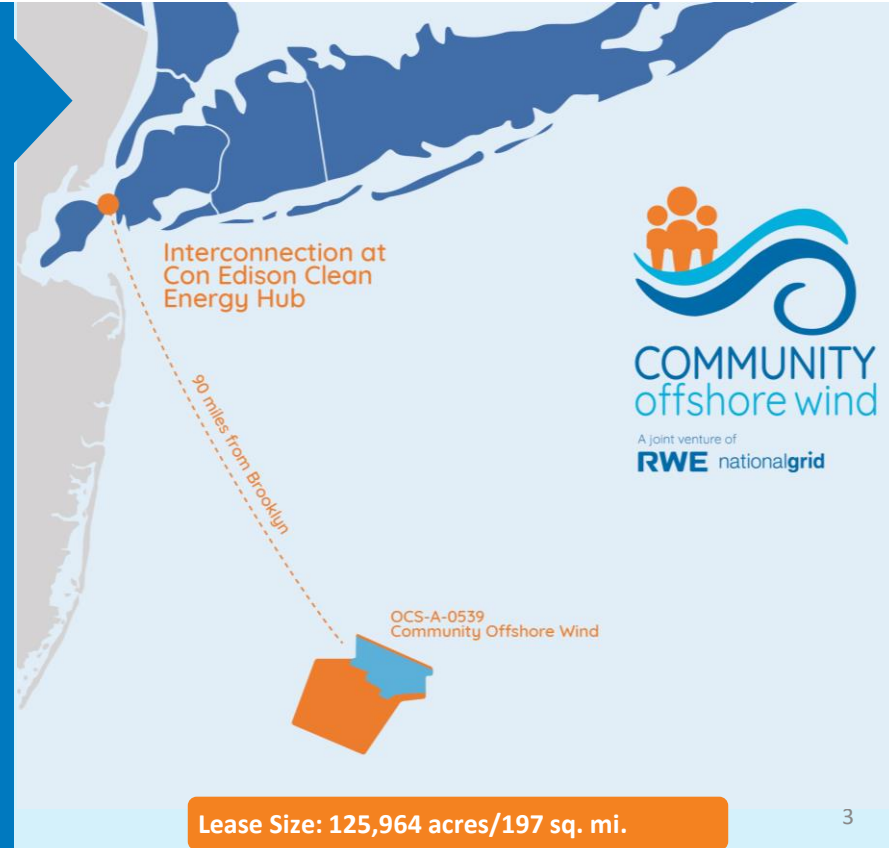 Interconnection at
Con Edison Clean
Energy Hub
90 miles from Brooklyn
COMMUNITY
offshore wind
A joint venture of
RWE nationalgrid
OCS-A-0539
Community Offshore Wind
Lease Size: 125,964 acres/197 sq. mi.
3